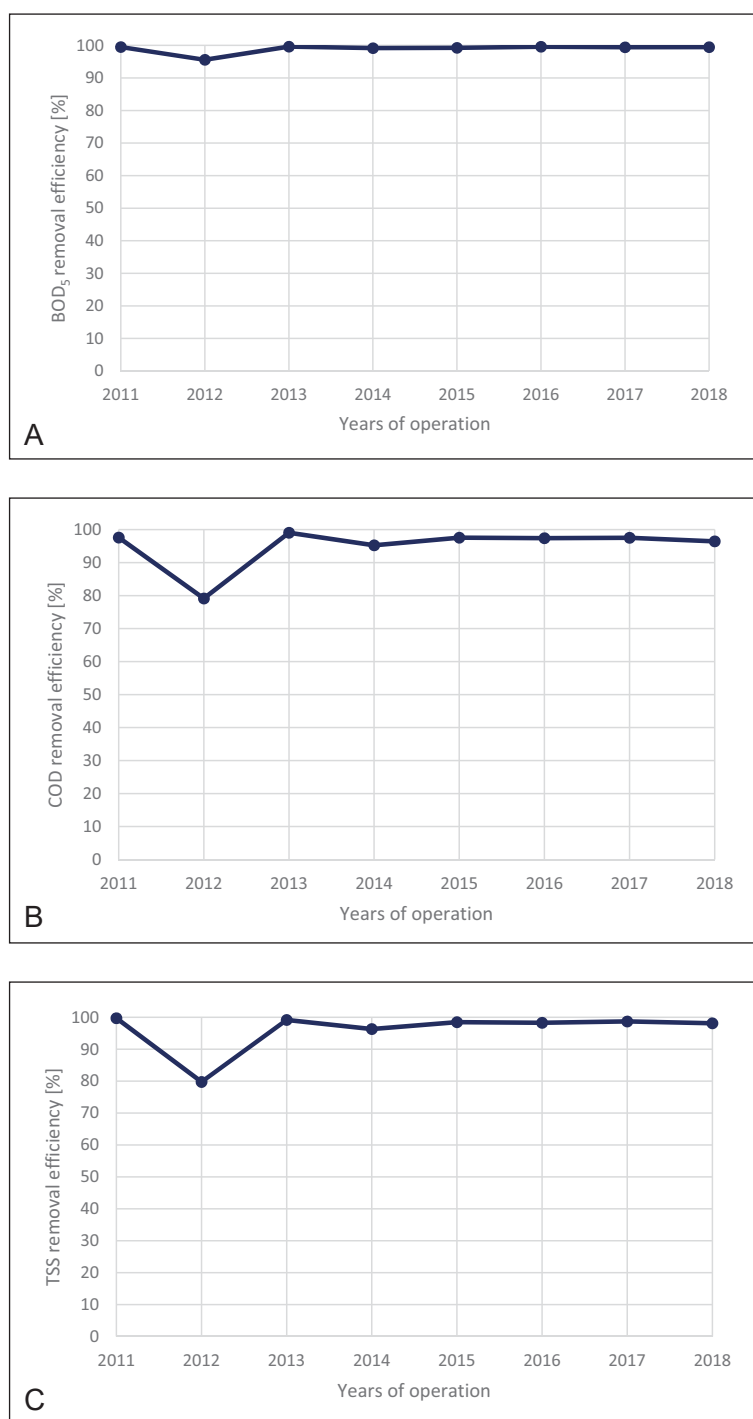 BOD₅ removal efficiency [%]
100
90
80
70
60
50
40
30
20
10
0
2011 2012 2013 2014 2015 2016 2017 2018
Years of operation
A
COD removal efficiency [%]
100
90
80
70
60
50
40
30
20
10
0
2011 2012 2013 2014 2015 2016 2017 2018
Years of operation
B
TSS removal efficiency [%]
100
90
80
70
60
50
40
30
20
10
0
2011 2012 2013 2014 2015 2016 2017 2018
Years of operation
C